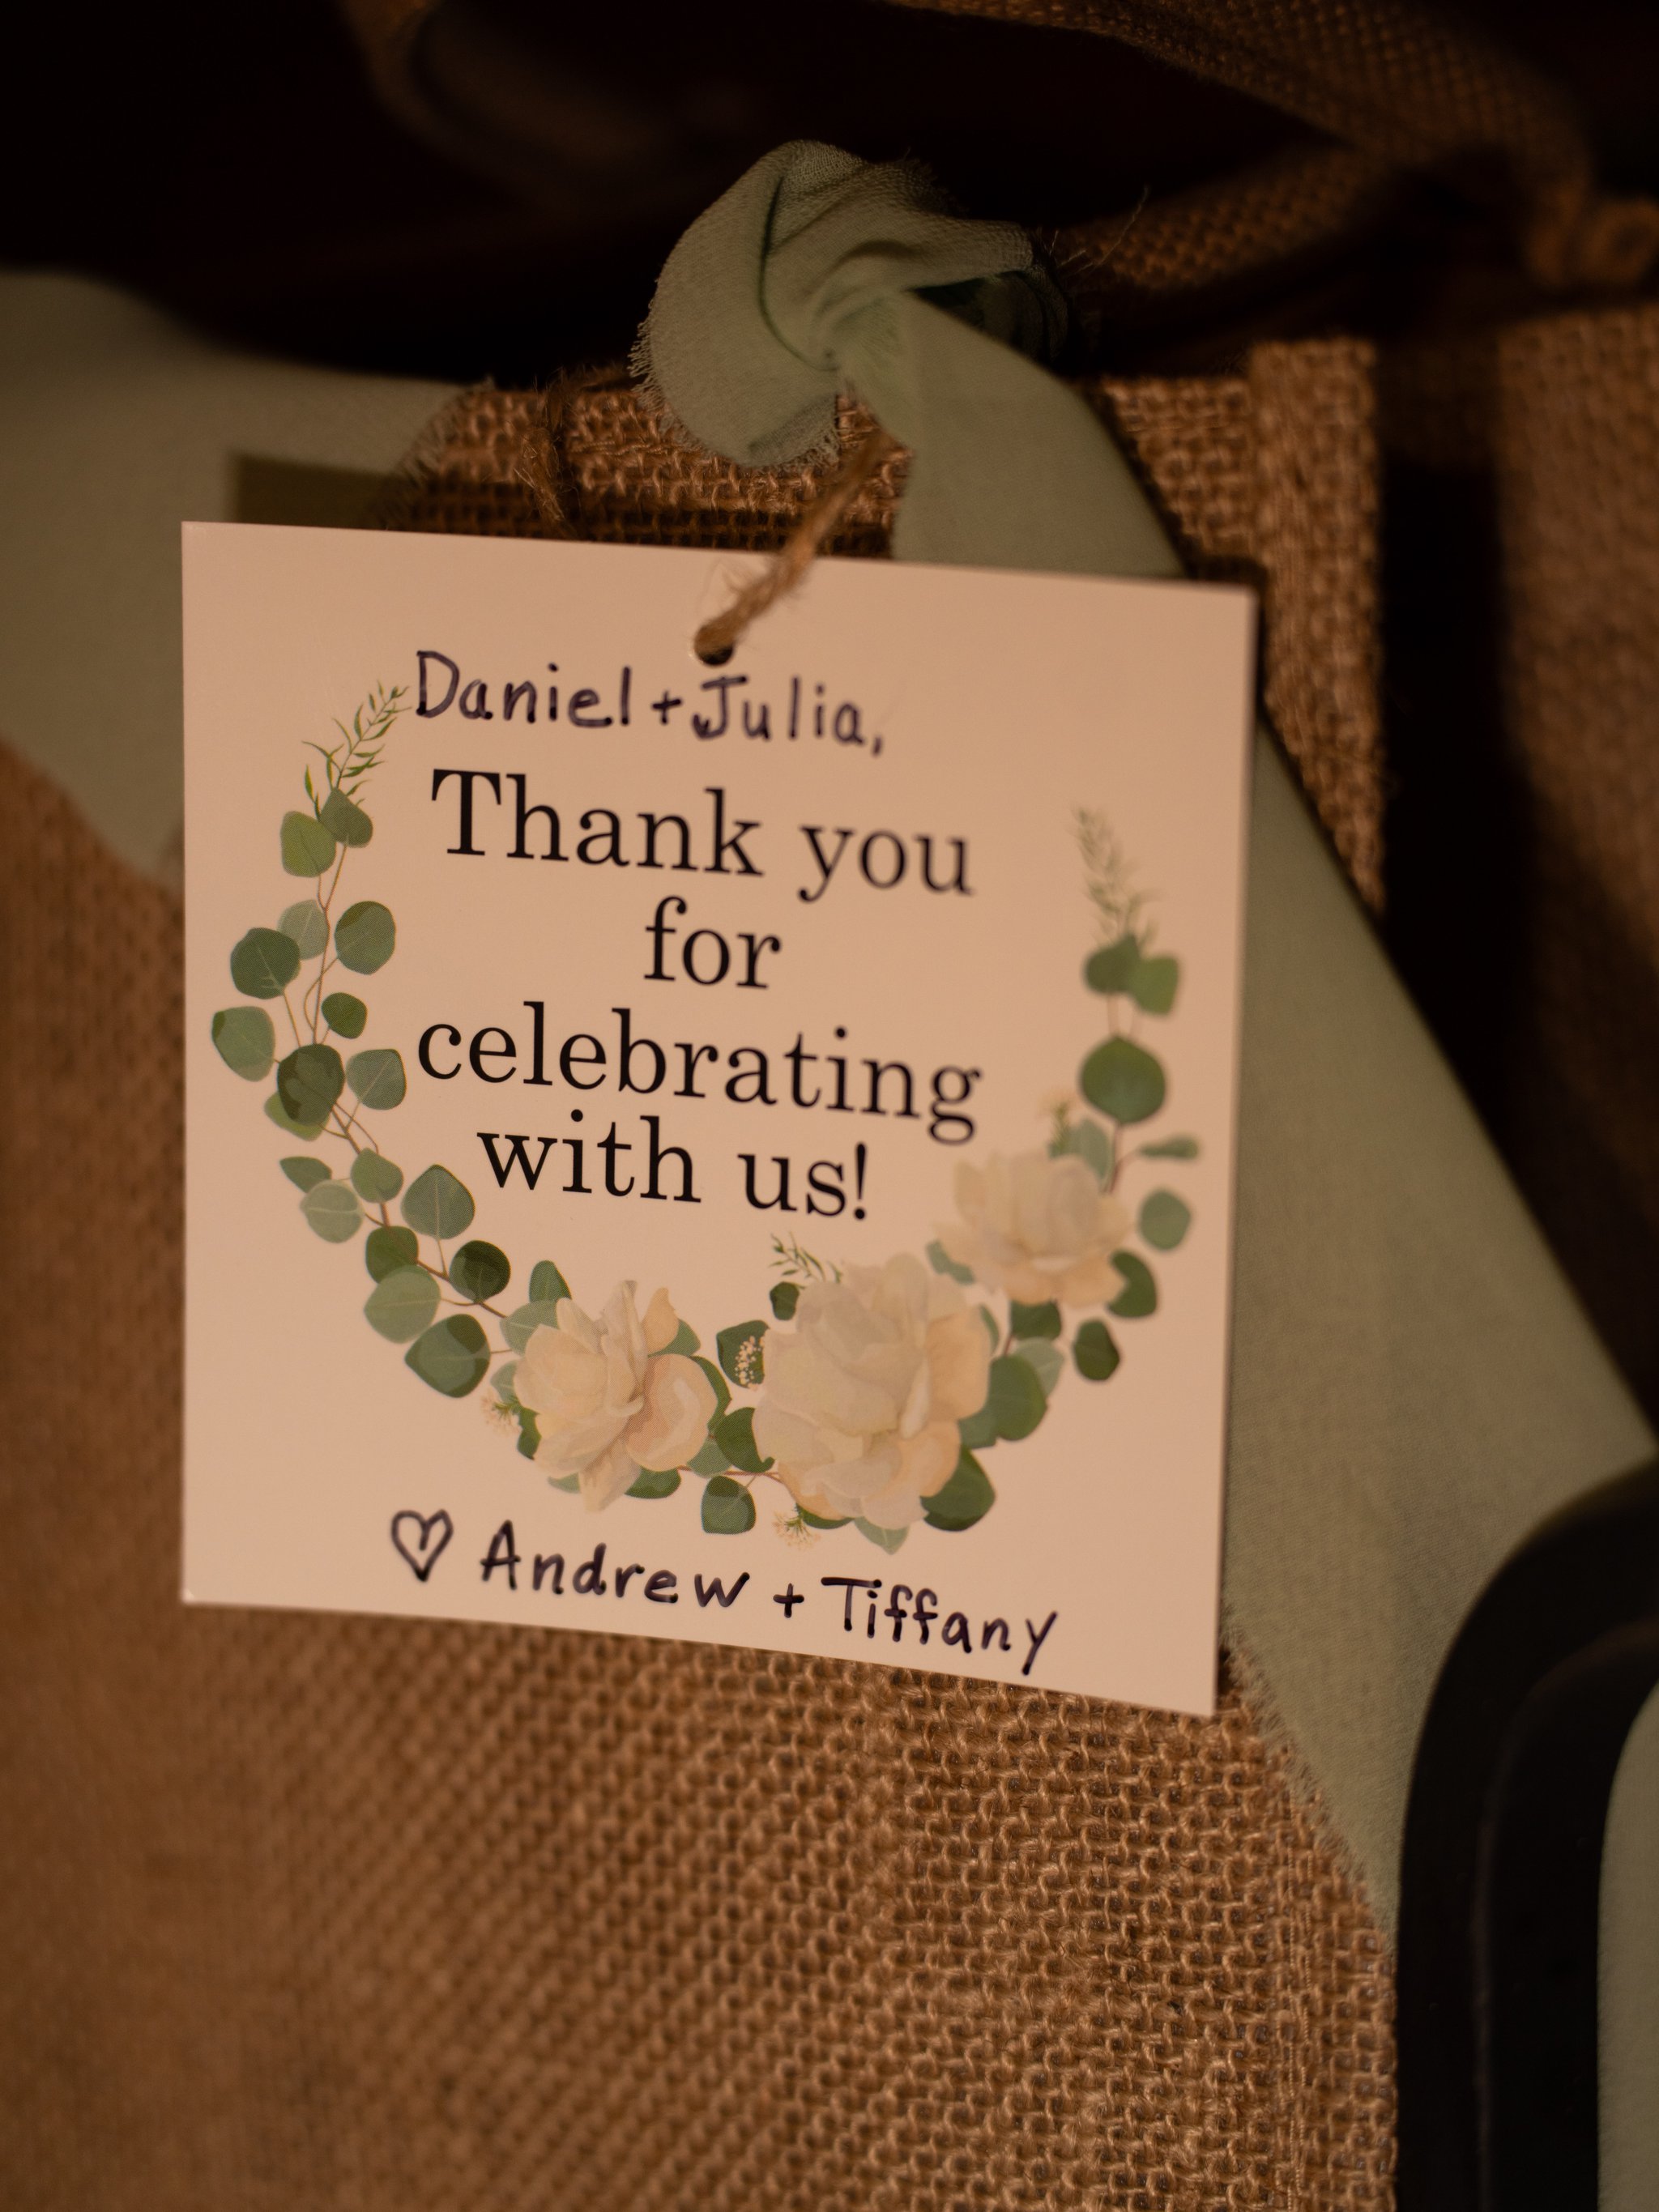 Daniel + Julia,
Thank you
for
celebrating
with us!
♡ Andrew + Tiffany